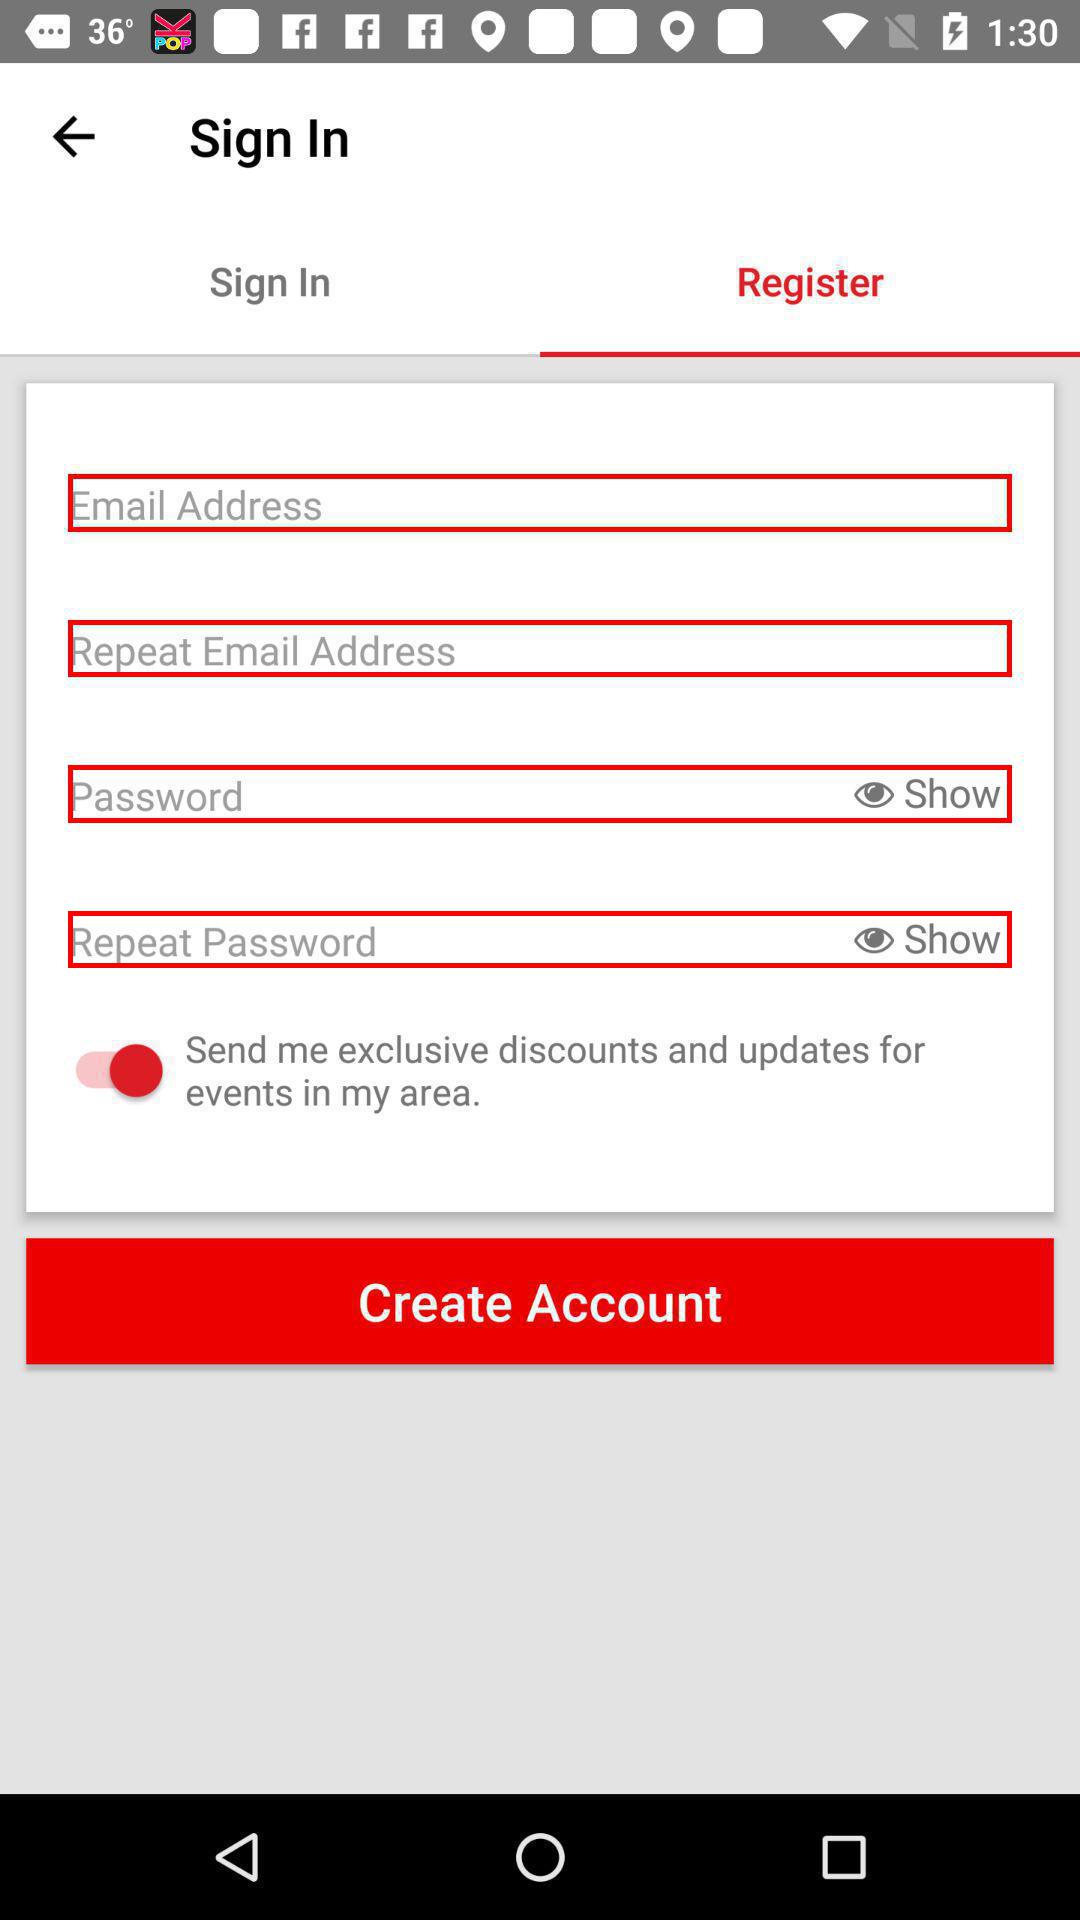 36°
K
POP
1:30
Sign In
Sign In
Register
Email Address
Repeat Email Address
Password
Show
Repeat Password
Show
Send me exclusive discounts and updates for
events in my area.
Create Account